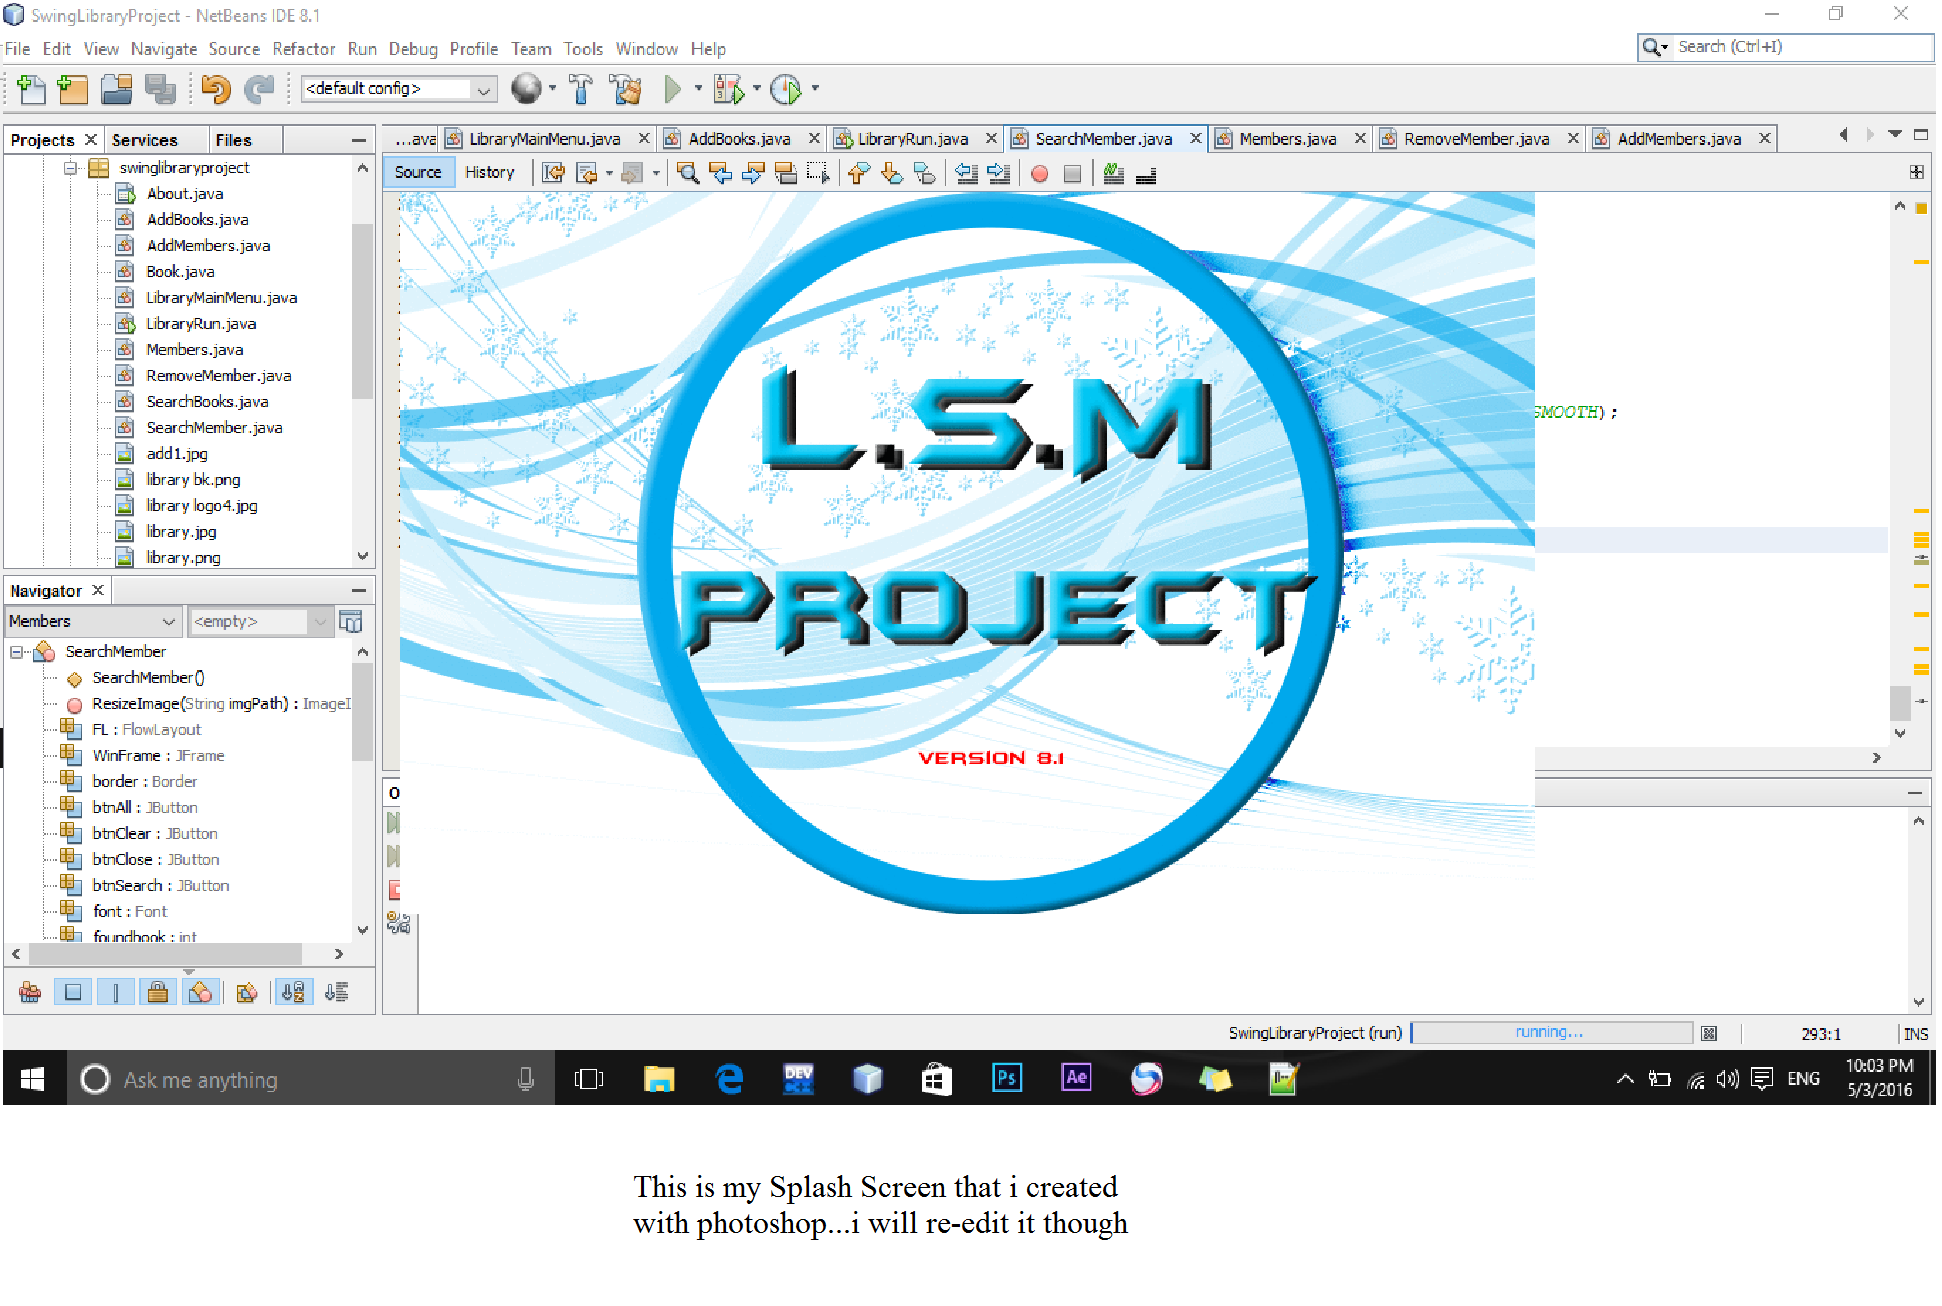 SwingLibraryProject - NetBeans IDE 8.1
File Edit View Navigate Source Refactor Run Debug Profile Team Tools Window Help
Search (Ctrl+I)
<default config>
Projects Services Files
swinglibraryproject
About.java
AddBooks.java
AddMembers.java
Book.java
LibraryMainMenu.java
LibraryRun.java
Members.java
RemoveMember.java
SearchBooks.java
SearchMember.java
add1.jpg
library bk.png
library logo4.jpg
library.jpg
library.png
Navigator
Members <empty>
SearchMember
SearchMember()
ResizeImage(String imgPath) : ImageI
FL : FlowLayout
WinFrame : JFrame
border : Border
btnAll : JButton
btnClear : JButton
btnClose : JButton
btnSearch : JButton
font : Font
foundbook : int
...ava LibraryMainMenu.java AddBooks.java LibraryRun.java SearchMember.java Members.java RemoveMember.java AddMembers.java
Source History
SMOOTH);
L.S.M
PROJECT
VERSION 8.1
O
SwingLibraryProject (run) running... 293:1 INS
Ask me anything
DEV C++
Ps
Ae
ENG
10:03 PM
5/3/2016
This is my Splash Screen that i created
with photoshop...i will re-edit it though